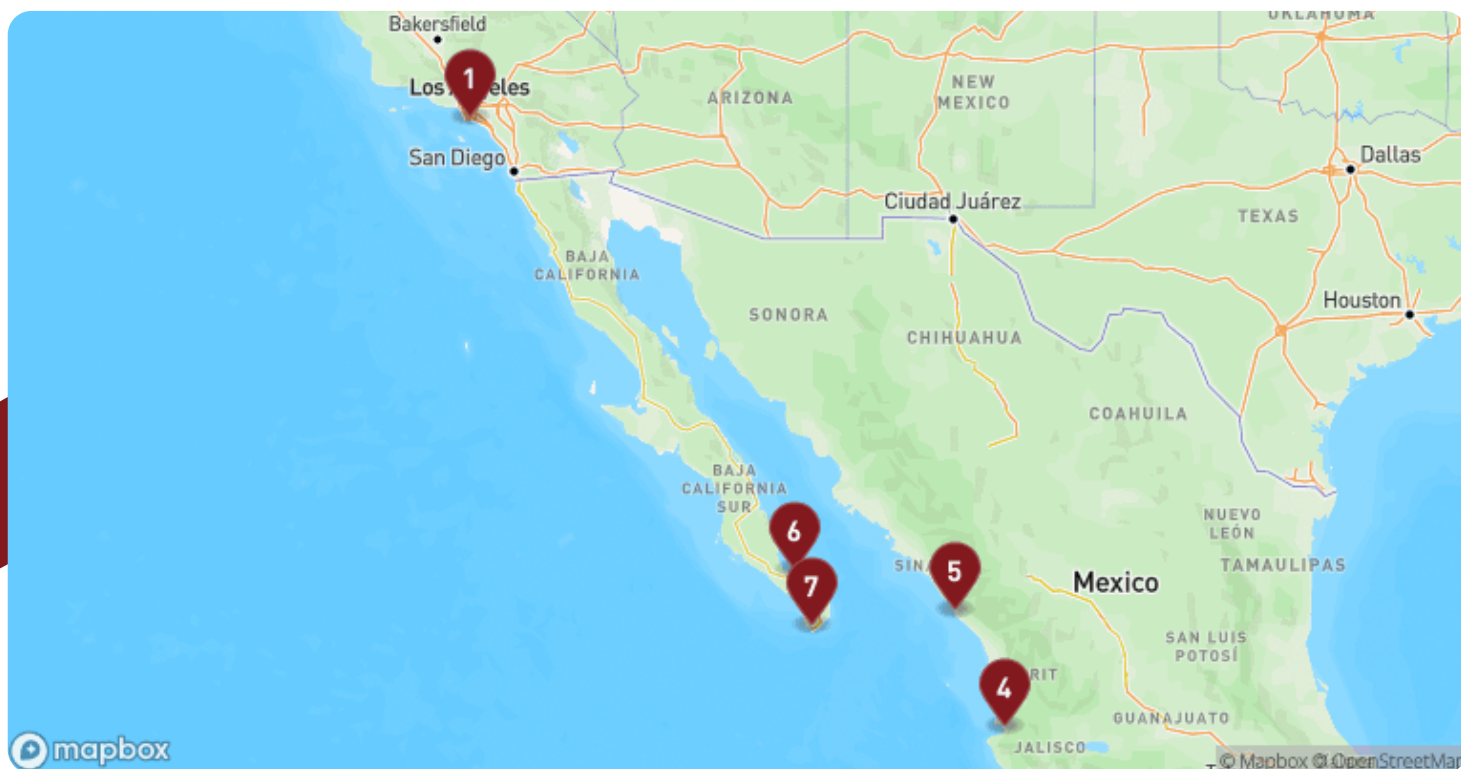 Bakersfield
OKLAHOMA
1
Los Angeles
ARIZONA
NEW
MEXICO
San Diego
Dallas
Ciudad Juárez
TEXAS
BAJA
CALIFORNIA
SONORA
Houston
CHIHUAHUA
COAHUILA
BAJA
CALIFORNIA
SUR
NUEVO
LEÓN
6
SINA
5
TAMAULIPAS
7
Mexico
SAN LUIS
POTOSÍ
4
RIT
GUANAJUATO
JALISCO
mapbox
© Mapbox © OpenStreetMap